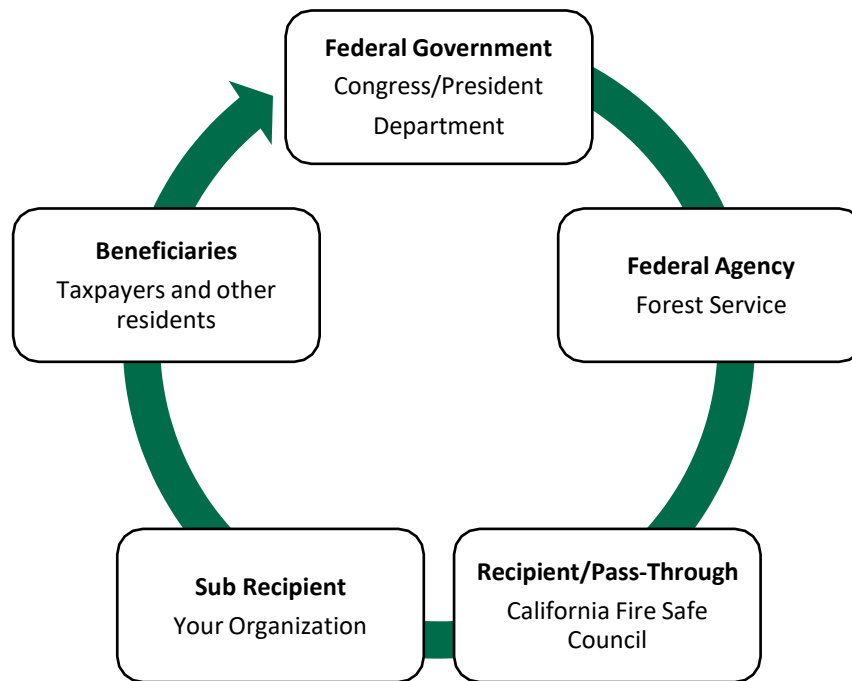 Federal Government
Congress/President
Department
Federal Agency
Forest Service
Recipient/Pass-Through
California Fire Safe
Council
Sub Recipient
Your Organization
Beneficiaries
Taxpayers and other
residents